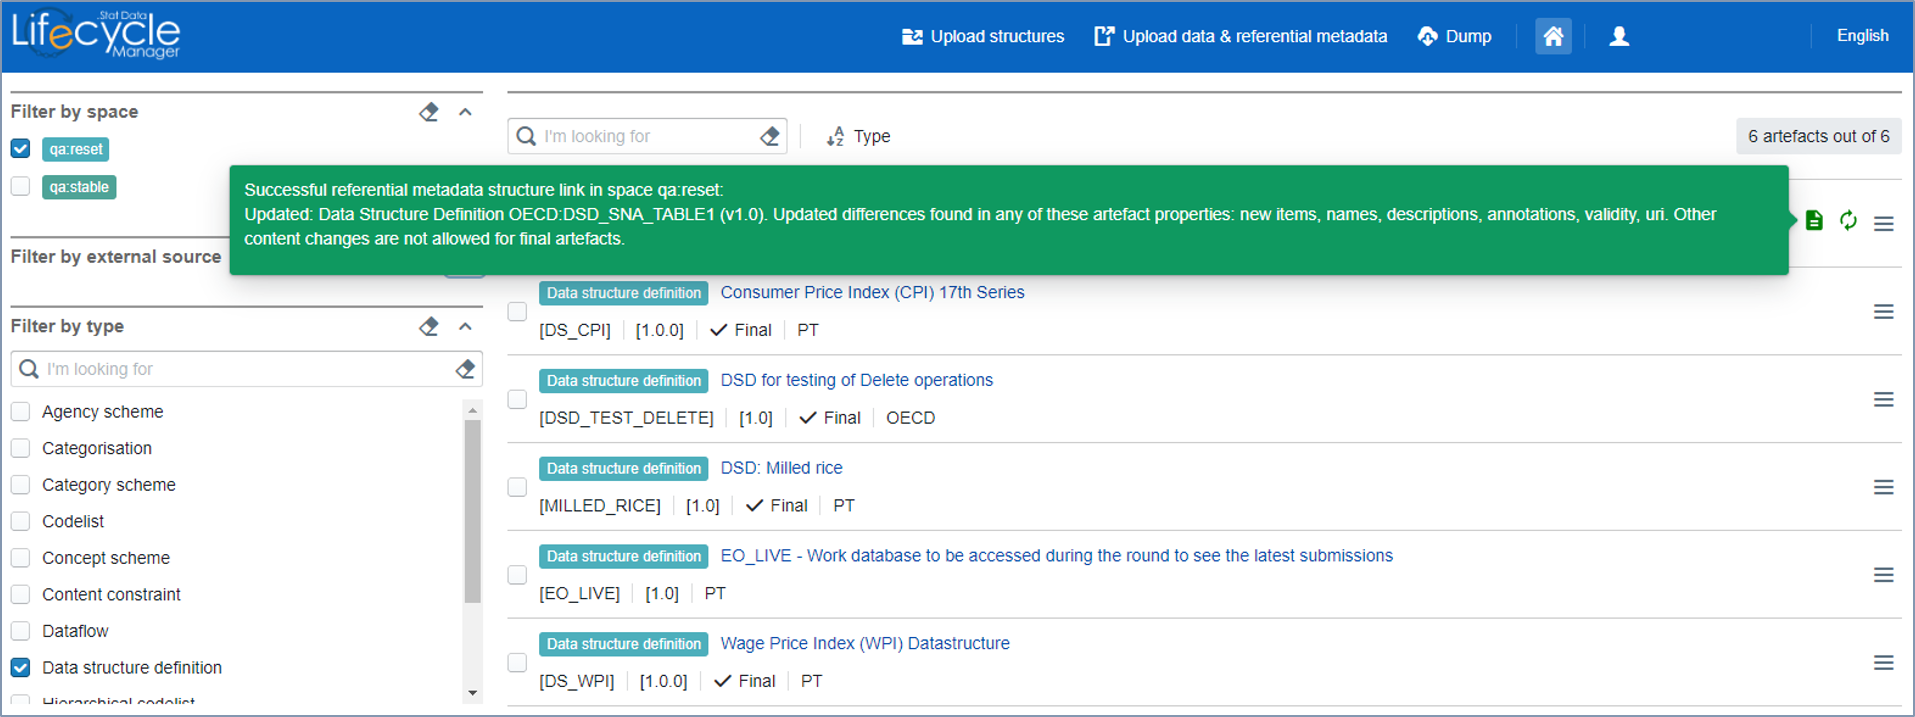 .Stat Data
Lifecycle
Manager
Upload structures
Upload data & referential metadata
Dump
English
Filter by space
qa:reset
qa:stable
Filter by external source
Filter by type
I'm looking for
Agency scheme
Categorisation
Category scheme
Codelist
Concept scheme
Content constraint
Dataflow
Data structure definition
Hierarchical codelist
I'm looking for
Type
6 artefacts out of 6
Successful referential metadata structure link in space qa:reset:
Updated: Data Structure Definition OECD:DSD_SNA_TABLE1 (v1.0). Updated differences found in any of these artefact properties: new items, names, descriptions, annotations, validity, uri. Other
content changes are not allowed for final artefacts.
Data structure definition Consumer Price Index (CPI) 17th Series
[DS_CPI] [1.0.0] Final PT
Data structure definition DSD for testing of Delete operations
[DSD_TEST_DELETE] [1.0] Final OECD
Data structure definition DSD: Milled rice
[MILLED_RICE] [1.0] Final PT
Data structure definition EO_LIVE - Work database to be accessed during the round to see the latest submissions
[EO_LIVE] [1.0] PT
Data structure definition Wage Price Index (WPI) Datastructure
[DS_WPI] [1.0.0] Final PT